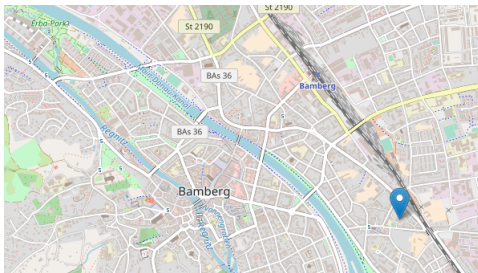 St 2190
St 2190
Erba-Park
BAs 36
Bamberg
BAs 36
Regnitz
Bamberg